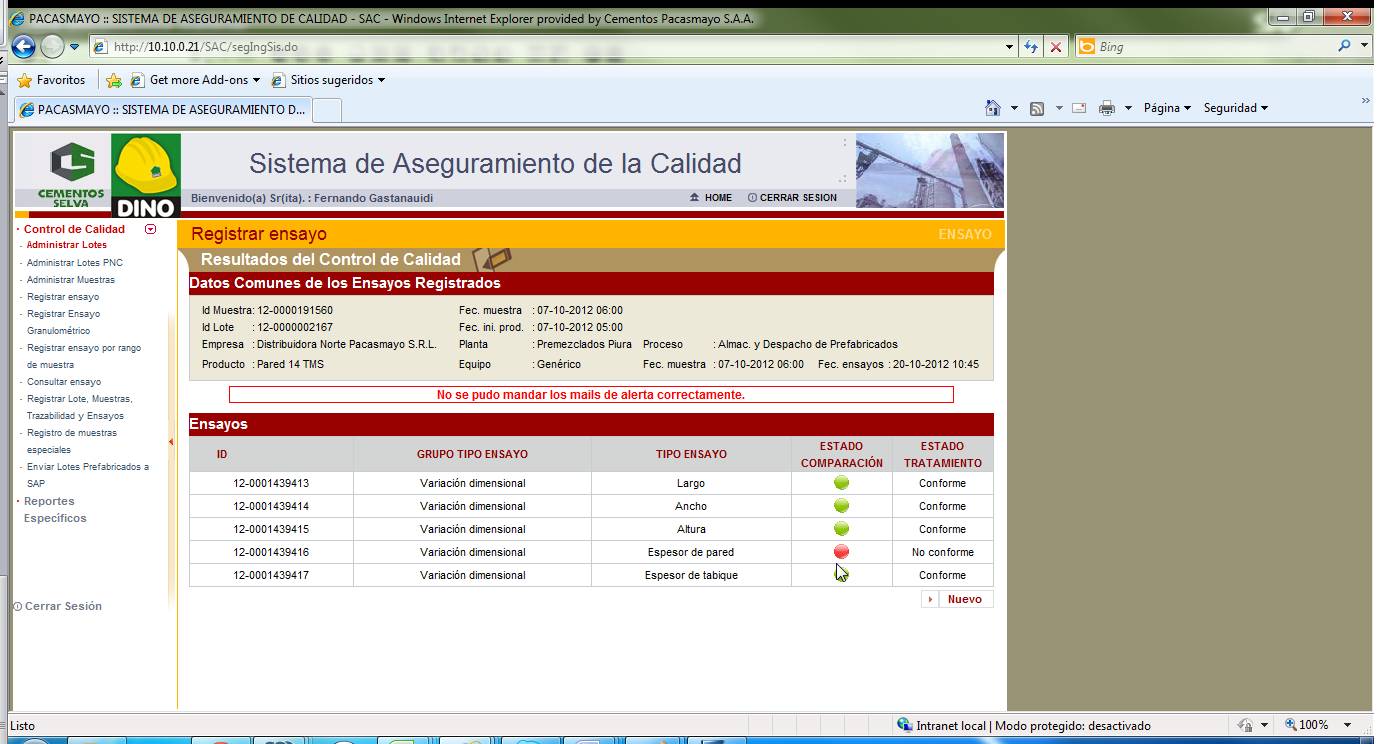 PACASMAYO :: SISTEMA DE ASEGURAMIENTO DE CALIDAD - SAC - Windows Internet Explorer provided by Cementos Pacasmayo S.A.A.
http://10.10.0.21/SAC/segIngSis.do
Bing
Favoritos Get more Add-ons Sitios sugeridos
PACASMAYO :: SISTEMA DE ASEGURAMIENTO D...
Página Seguridad
CEMENTOS SELVA
DINO
Sistema de Aseguramiento de la Calidad
Bienvenido(a) Sr(ita). : Fernando Gastanauidi HOME CERRAR SESION
Control de Calidad
Administrar Lotes
Administrar Lotes PNC
Administrar Muestras
Registrar ensayo
Registrar Ensayo
Granulométrico
Registrar ensayo por rango
de muestra
Consultar ensayo
Registrar Lote, Muestras,
Trazabilidad y Ensayos
Registro de muestras
especiales
Enviar Lotes Prefabricados a
SAP
Reportes
Específicos
Cerrar Sesión
Registrar ensayo ENSAYO
Resultados del Control de Calidad
Datos Comunes de los Ensayos Registrados
Id Muestra: 12-0000191560 Fec. muestra : 07-10-2012 06:00
Id Lote : 12-0000002167 Fec. ini. prod. : 07-10-2012 05:00
Empresa : Distribuidora Norte Pacasmayo S.R.L. Planta : Premezclados Piura Proceso : Almac. y Despacho de Prefabricados
Producto : Pared 14 TMS Equipo : Genérico Fec. muestra : 07-10-2012 06:00 Fec. ensayos : 20-10-2012 10:45
No se pudo mandar los mails de alerta correctamente.
Ensayos
ID GRUPO TIPO ENSAYO TIPO ENSAYO ESTADO COMPARACIÓN ESTADO TRATAMIENTO
12-0001439413 Variación dimensional Largo Conforme
12-0001439414 Variación dimensional Ancho Conforme
12-0001439415 Variación dimensional Altura Conforme
12-0001439416 Variación dimensional Espesor de pared No conforme
12-0001439417 Variación dimensional Espesor de tabique Conforme
Nuevo
Listo Intranet local | Modo protegido: desactivado 100%